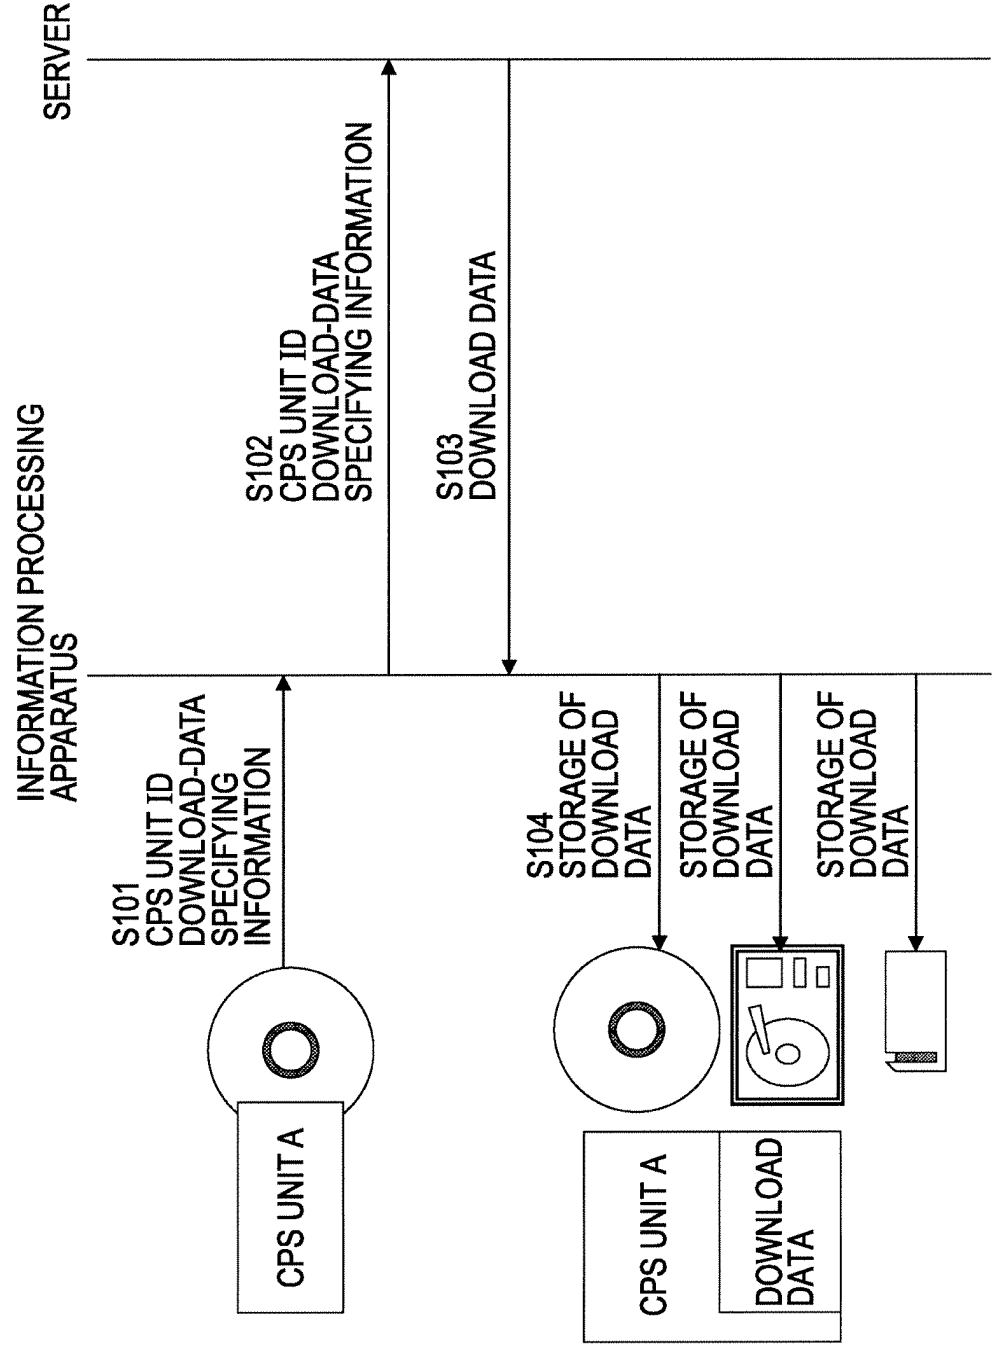 INFORMATION PROCESSING
APPARATUS
SERVER
S101
CPS UNIT ID
DOWNLOAD-DATA
SPECIFYING
INFORMATION
CPS UNIT A
S102
CPS UNIT ID
DOWNLOAD-DATA
SPECIFYING INFORMATION
S103
DOWNLOAD DATA
S104
STORAGE OF
DOWNLOAD
DATA
STORAGE OF
DOWNLOAD
DATA
STORAGE OF
DOWNLOAD
DATA
CPS UNIT A
DOWNLOAD
DATA